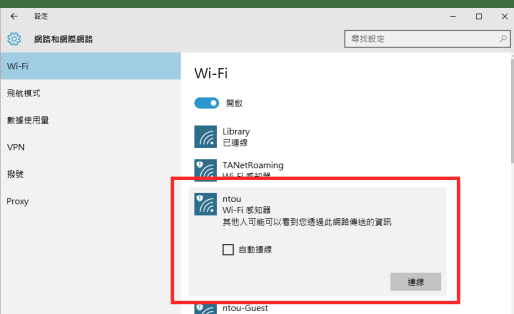 設定
網路和網際網路
尋找設定
Wi-Fi
飛航模式
數據使用量
VPN
撥號
Proxy
Wi-Fi
開啟
Library
已連線
TANetRoaming
Wi-Fi 感知器
ntou
Wi-Fi 感知器
其他人可能可以看到您透過此網路傳送的資訊
自動連線
連線
ntou-Guest